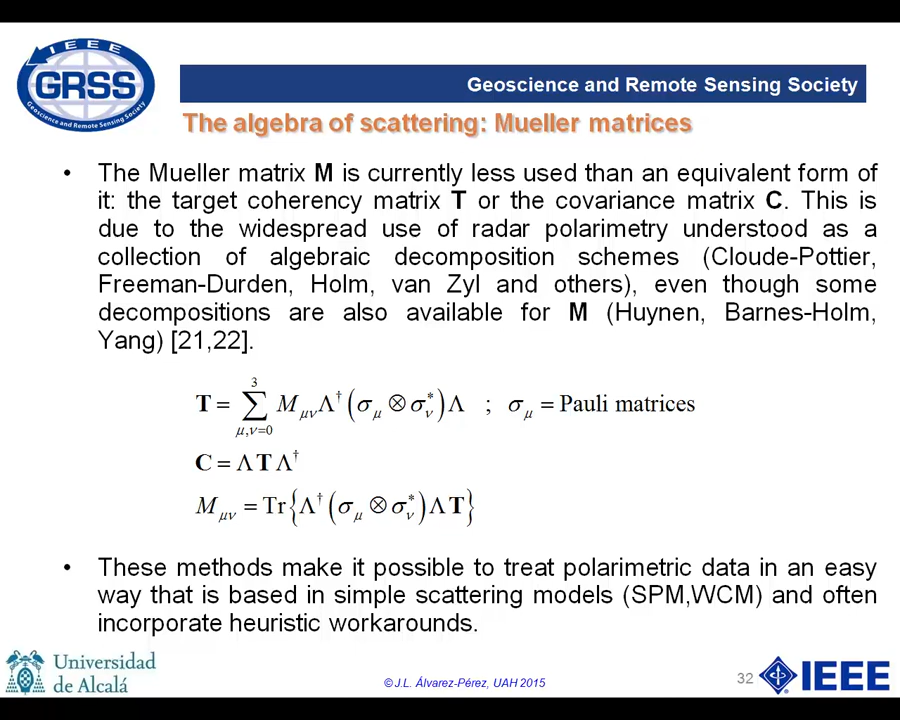 IEEE
GRSS
Geoscience and Remote Sensing Society
Geoscience and Remote Sensing Society
The algebra of scattering: Mueller matrices
• The Mueller matrix M is currently less used than an equivalent form of
it: the target coherency matrix T or the covariance matrix C. This is
due to the widespread use of radar polarimetry understood as a
collection of algebraic decomposition schemes (Cloude-Pottier,
Freeman-Durden, Holm, van Zyl and others), even though some
decompositions are also available for M (Huynen, Barnes-Holm,
Yang) [21,22].
T = ∑_{μ,ν=0}^{3} M_{μν} Λ† (σ_μ ⊗ σ_ν^*) Λ ; σ_μ = Pauli matrices
C = Λ T Λ†
M_{μν} = Tr{Λ† (σ_μ ⊗ σ_ν^*) Λ T}
• These methods make it possible to treat polarimetric data in an easy
way that is based in simple scattering models (SPM,WCM) and often
incorporate heuristic workarounds.
Universidad
de Alcalá
© J.L. Álvarez-Pérez, UAH 2015
32
IEEE